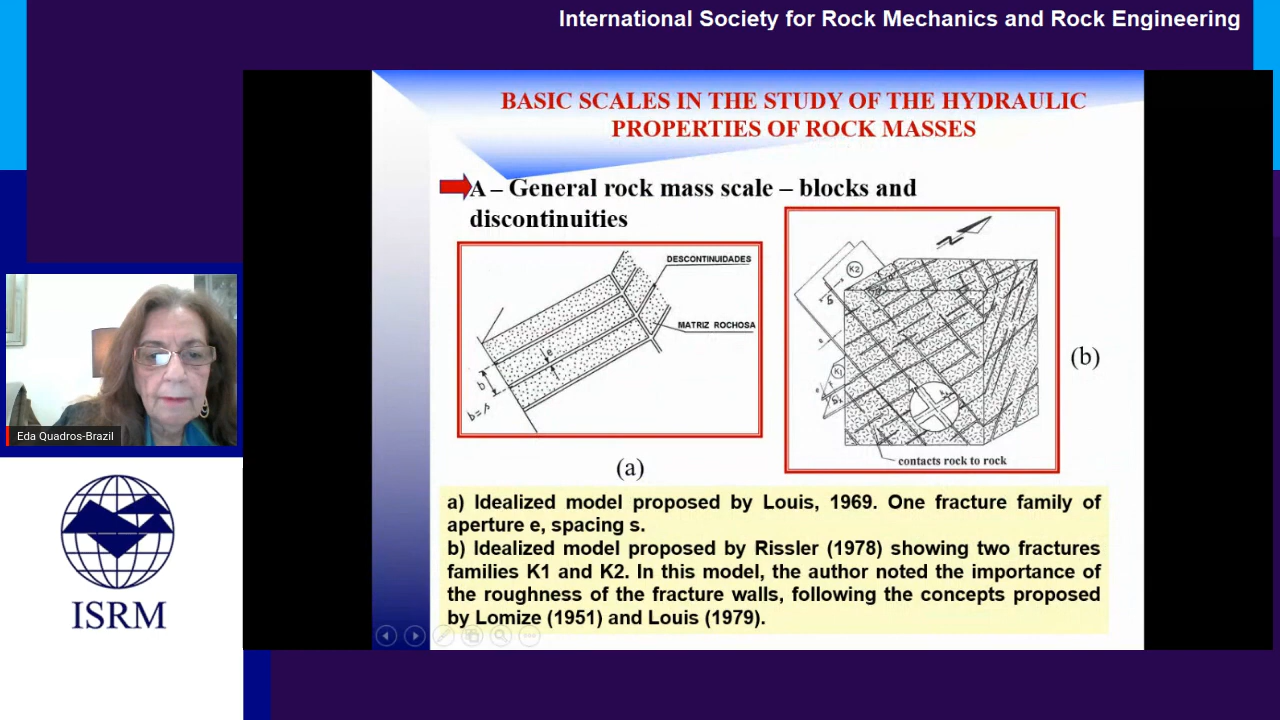 International Society for Rock Mechanics and Rock Engineering
BASIC SCALES IN THE STUDY OF THE HYDRAULIC
PROPERTIES OF ROCK MASSES
A – General rock mass scale – blocks and
discontinuities
DESCONTINUIDADES
MATRIZ ROCHOSA
e
b
b = s
(a)
K2
K1
contacts rock to rock
(b)
a) Idealized model proposed by Louis, 1969. One fracture family of
aperture e, spacing s.
b) Idealized model proposed by Rissler (1978) showing two fractures
families K1 and K2. In this model, the author noted the importance of
the roughness of the fracture walls, following the concepts proposed
by Lomize (1951) and Louis (1979).
Eda Quadros-Brazil
ISRM